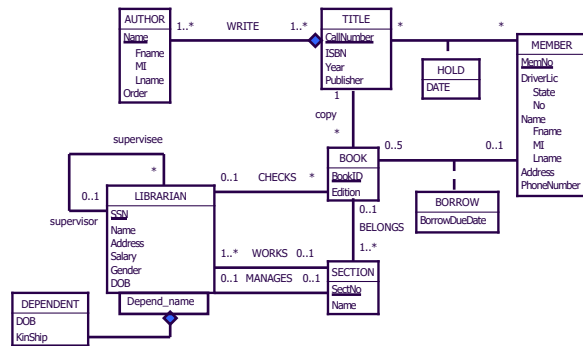 AUTHOR
Name
Fname
MI
Lname
Order
1..* WRITE 1..*
TITLE
CallNumber
ISBN
Year
Publisher
* *
HOLD
DATE
MEMBER
MemNo
DriverLic
State
No
Name
Fname
MI
Lname
Address
PhoneNumber
1
copy
*
supervisee
*
0..1
supervisor
LIBRARIAN
SSN
Name
Address
Salary
Gender
DOB
Depend_name
0..1 CHECKS *
BOOK
BookID
Edition
0..5 0..1
BORROW
BorrowDueDate
0..1
BELONGS
1..*
1..* WORKS 0..1
0..1 MANAGES 0..1
SECTION
SectNo
Name
DEPENDENT
DOB
KinShip